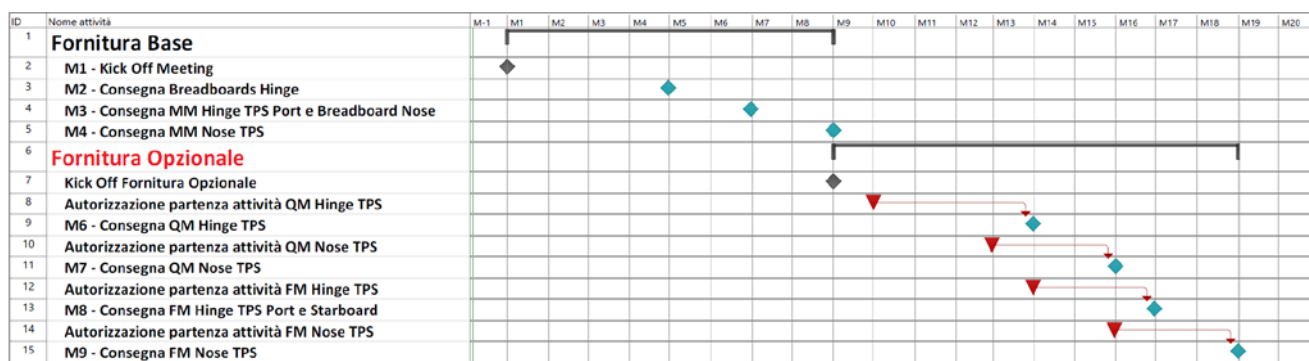 ID Nome attività M-1 M1 M2 M3 M4 M5 M6 M7 M8 M9 M10 M11 M12 M13 M14 M15 M16 M17 M18 M19 M20
1 Fornitura Base
2 M1 - Kick Off Meeting
3 M2 - Consegna Breadboards Hinge
4 M3 - Consegna MM Hinge TPS Port e Breadboard Nose
5 M4 - Consegna MM Nose TPS
6 Fornitura Opzionale
7 Kick Off Fornitura Opzionale
8 Autorizzazione partenza attività QM Hinge TPS
9 M6 - Consegna QM Hinge TPS
10 Autorizzazione partenza attività QM Nose TPS
11 M7 - Consegna QM Nose TPS
12 Autorizzazione partenza attività FM Hinge TPS
13 M8 - Consegna FM Hinge TPS Port e Starboard
14 Autorizzazione partenza attività FM Nose TPS
15 M9 - Consegna FM Nose TPS